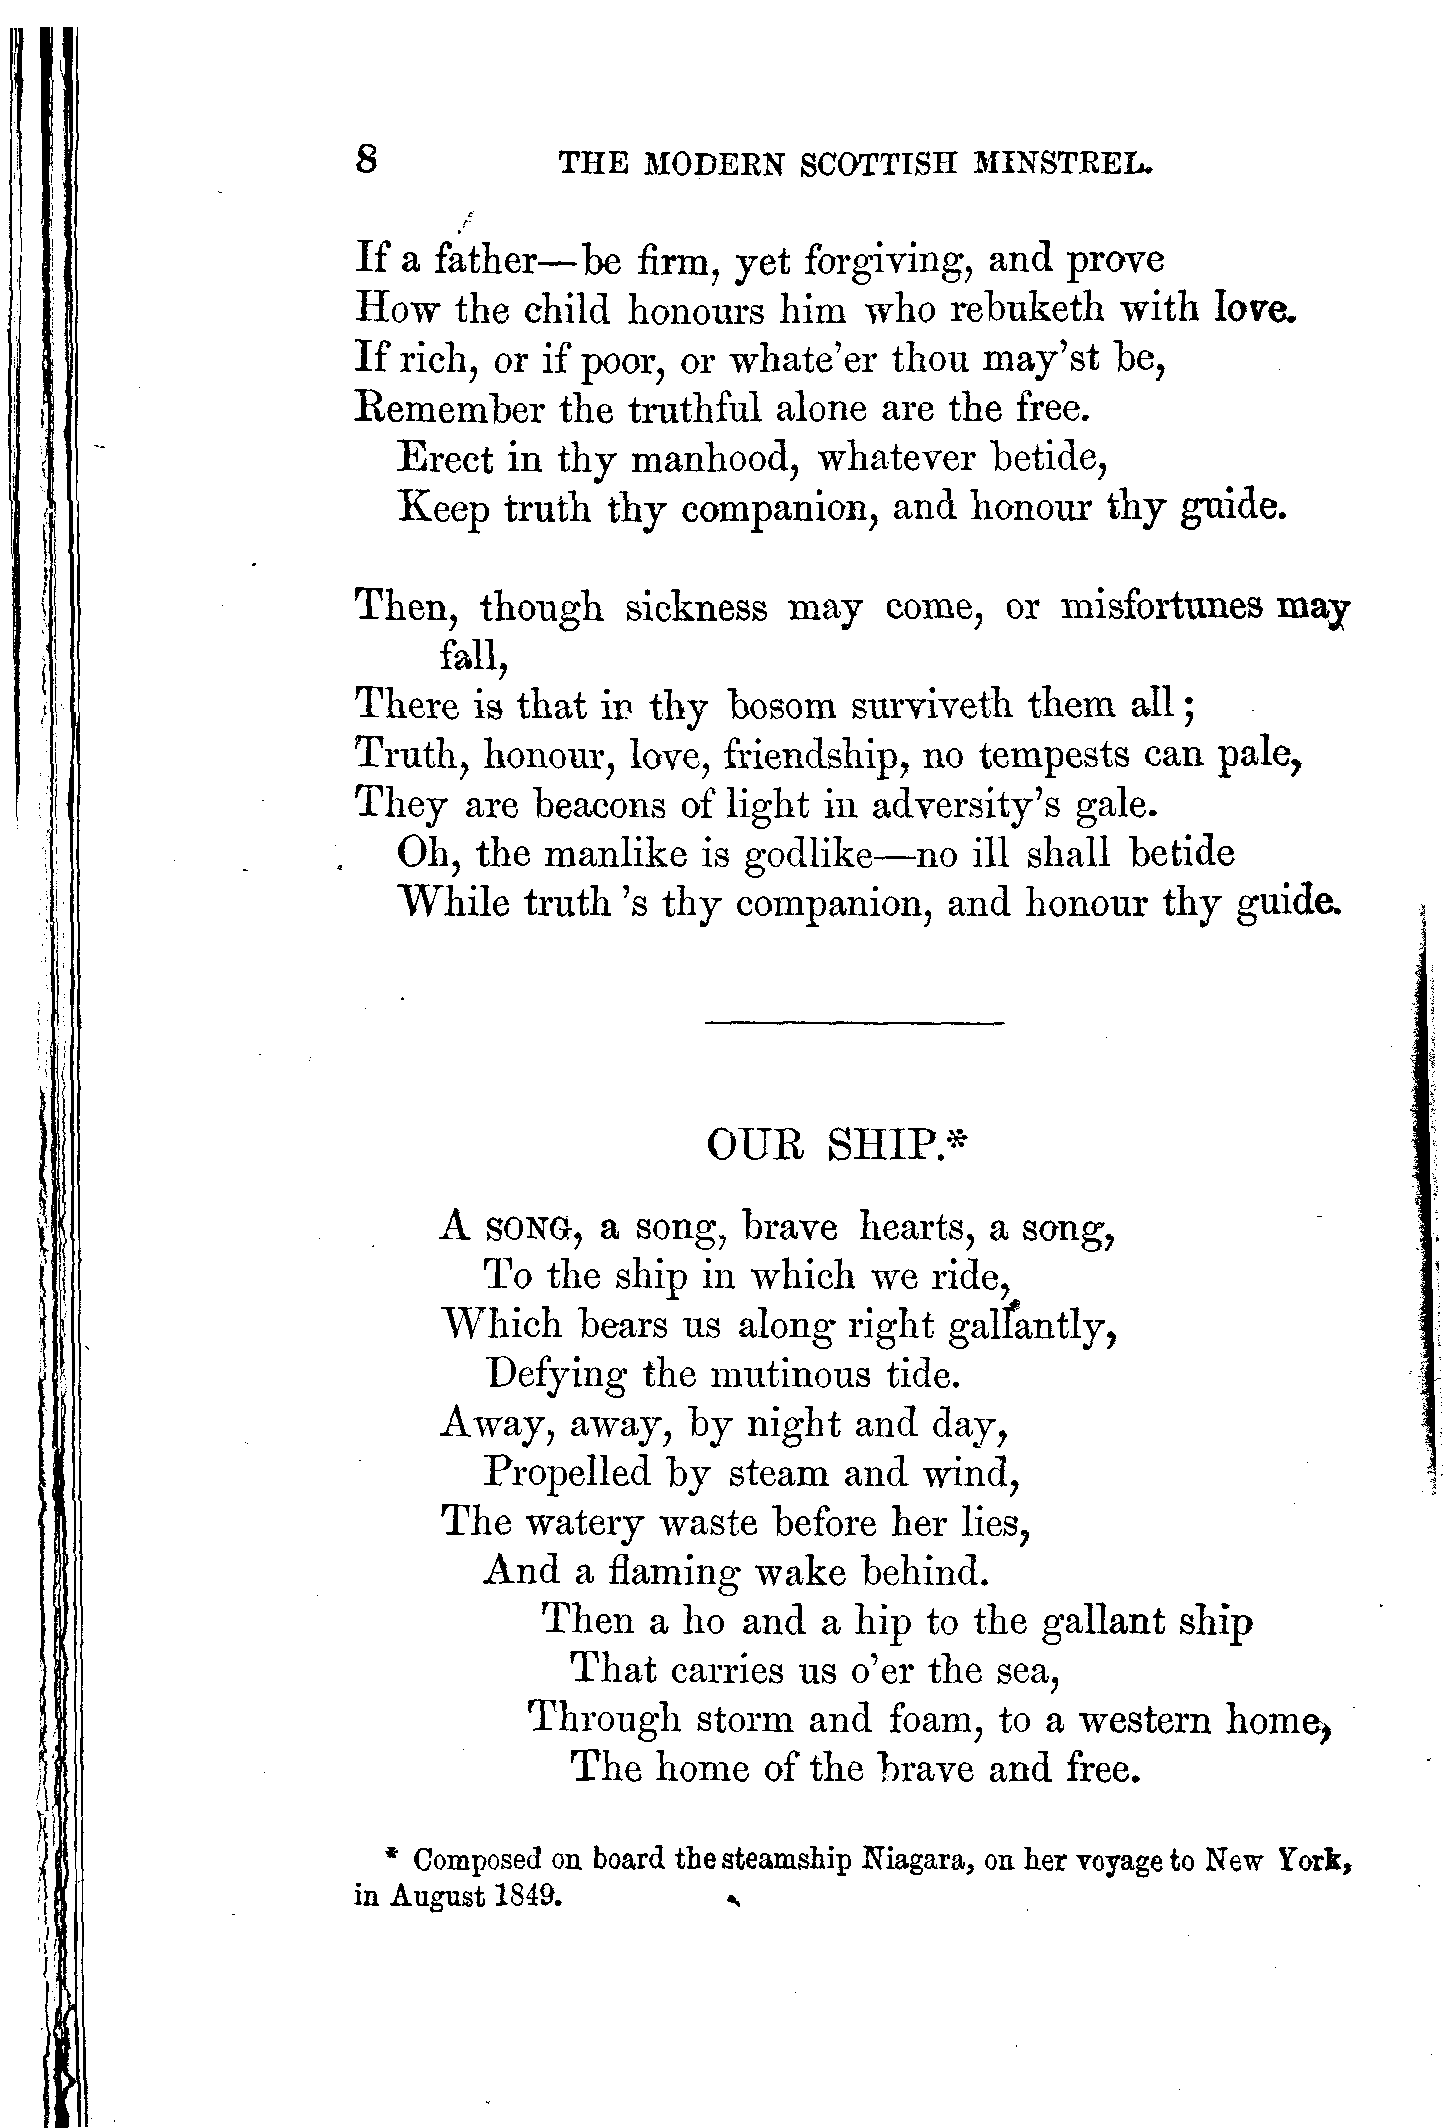 8 THE MODERN SCOTTISH MINSTREL.
If a father—be firm, yet forgiving, and prove
How the child honours him who rebuketh with love.
If rich, or if poor, or whate'er thou may'st be,
Remember the truthful alone are the free.
Erect in thy manhood, whatever betide,
Keep truth thy companion, and honour thy guide.
Then, though sickness may come, or misfortunes may
fall,
There is that in thy bosom surviveth them all;
Truth, honour, love, friendship, no tempests can pale,
They are beacons of light in adversity's gale.
Oh, the manlike is godlike—no ill shall betide
While truth 's thy companion, and honour thy guide.
OUR SHIP.*
A SONG, a song, brave hearts, a song,
To the ship in which we ride,
Which bears us along right gallantly,
Defying the mutinous tide.
Away, away, by night and day,
Propelled by steam and wind,
The watery waste before her lies,
And a flaming wake behind.
Then a ho and a hip to the gallant ship
That carries us o'er the sea,
Through storm and foam, to a western home,
The home of the brave and free.
* Composed on board the steamship Niagara, on her voyage to New York,
in August 1849.